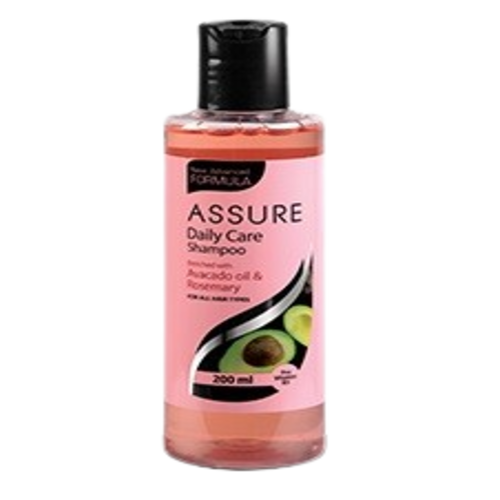 New Advanced
FORMULA
ASSURE
Daily Care
Shampoo
Enriched with
Avacado oil &
Rosemary
FOR ALL HAIR TYPES
200 ml